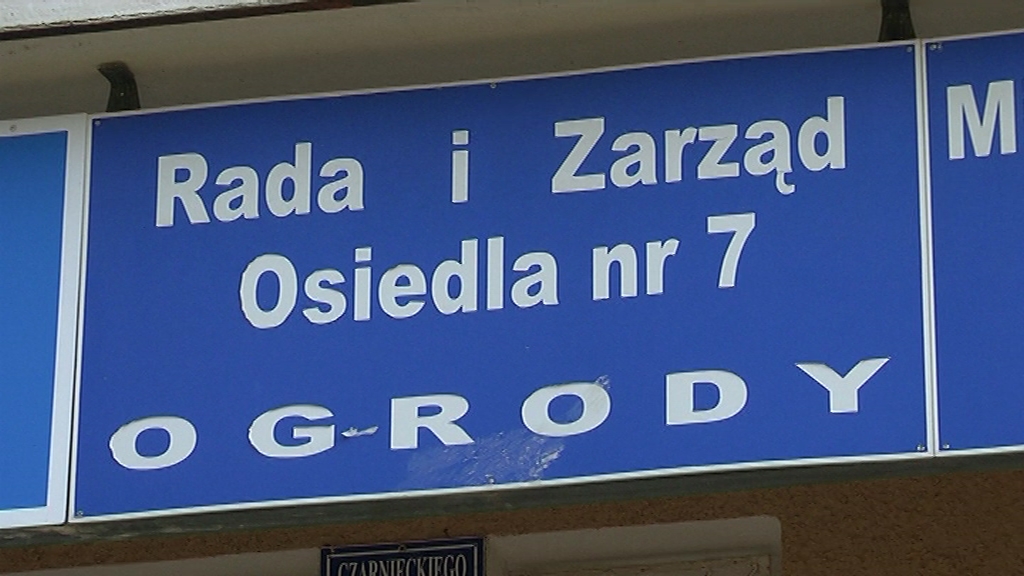 Rada i Zarząd
Osiedla nr 7
OGRODY
M
CZARNIECKIEGO